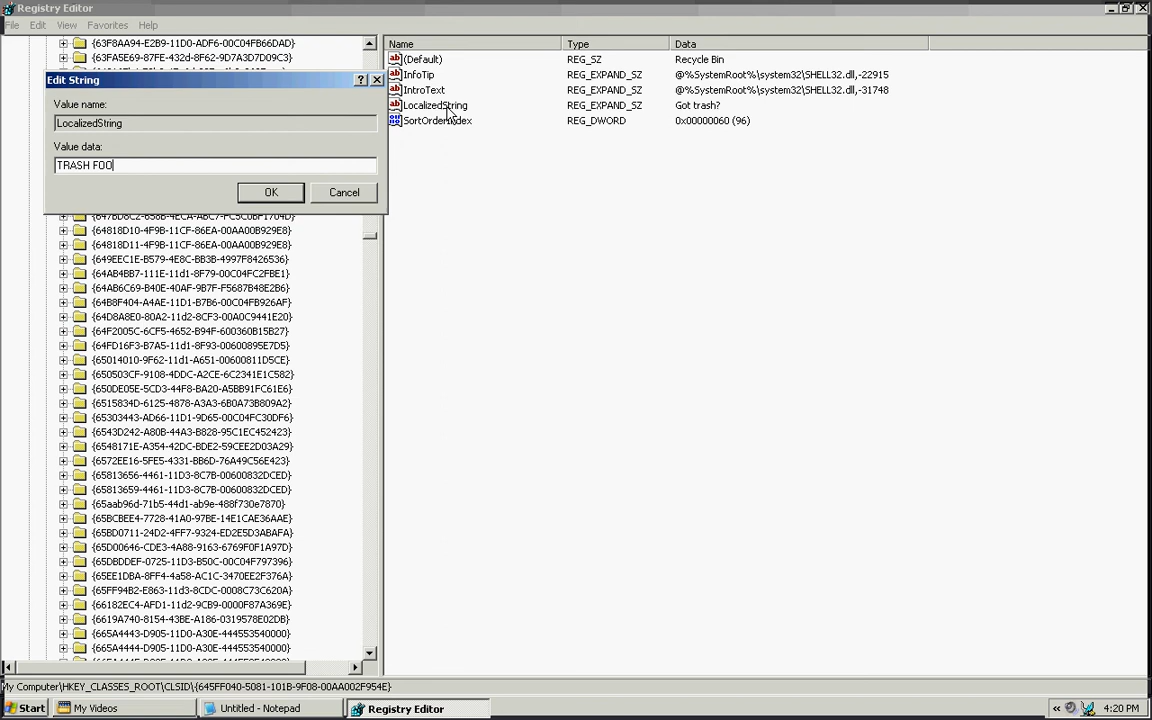 Registry Editor
File Edit View Favorites Help
{63F8AA94-E2B9-11D0-ADF6-00C04FB66DAD}
{63FA5E69-87FE-432d-8F62-9D7A3D7D09C3}
Edit String
Value name:
LocalizedString
Value data:
TRASH FOO
OK Cancel
{64818D10-4F9B-11CF-86EA-00AA00B929E8}
{64818D11-4F9B-11CF-86EA-00AA00B929E8}
{649EEC1E-B579-4E8C-BB3B-4997F8426536}
{64AB4BB7-111E-11d1-8F79-00C04FC2FBE1}
{64AB6C69-B40E-40AF-9B7F-F5687B48E2B6}
{64B8F404-A4AE-11D1-B7B6-00C04FB926AF}
{64D8A8E0-80A2-11d2-8CF3-00A0C9441E20}
{64F2005C-6CF5-4652-B94F-600360B15B27}
{64FD16F3-B7A5-11d1-8F93-00600895E7D5}
{65014010-9F62-11d1-A651-00600811D5CE}
{650503CF-9108-4DDC-A2CE-6C2341E1C582}
{650DE05E-5CD3-44F8-BA20-A5BB91FC61E6}
{6515834D-6125-4878-A3A3-6B0A73B809A2}
{65303443-AD66-11D1-9D65-00C04FC30DF6}
{6543D242-A80B-44A3-B828-95C1EC452423}
{6548171E-A354-42DC-BDE2-59CEE2D03A29}
{6572EE16-5FE5-4331-BB6D-76A49C56E423}
{65813656-4461-11D3-8C7B-00600832DCED}
{65813659-4461-11D3-8C7B-00600832DCED}
{65aab96d-71b5-44d1-ab9e-488f730e7870}
{65BCBEE4-7728-41A0-97BE-14E1CAE36AAE}
{65BD0711-24D2-4FF7-9324-ED2E5D3ABAFA}
{65D00646-CDE3-4A88-9163-6769F0F1A97D}
{65DBDDEF-0725-11D3-B50C-00C04F797396}
{65EE1DBA-8FF4-4a58-AC1C-3470EE2F376A}
{65FF94B2-E863-11d3-8CDC-0008C73C620A}
{66182EC4-AFD1-11d2-9CB9-0000F87A369E}
{6619A740-8154-43BE-A186-0319578E02DB}
{665A4443-D905-11D0-A30E-444553540000}
{665A4444-D905-11D0-A30E-444553540000}
Name Type Data
(Default) REG_SZ Recycle Bin
InfoTip REG_EXPAND_SZ @%SystemRoot%\system32\SHELL32.dll,-22915
IntroText REG_EXPAND_SZ @%SystemRoot%\system32\SHELL32.dll,-31748
LocalizedString REG_EXPAND_SZ Got trash?
SortOrderIndex REG_DWORD 0x00000060 (96)
My Computer\HKEY_CLASSES_ROOT\CLSID\{645FF040-5081-101B-9F08-00AA002F954E}
Start My Videos Untitled - Notepad Registry Editor « 4:20 PM